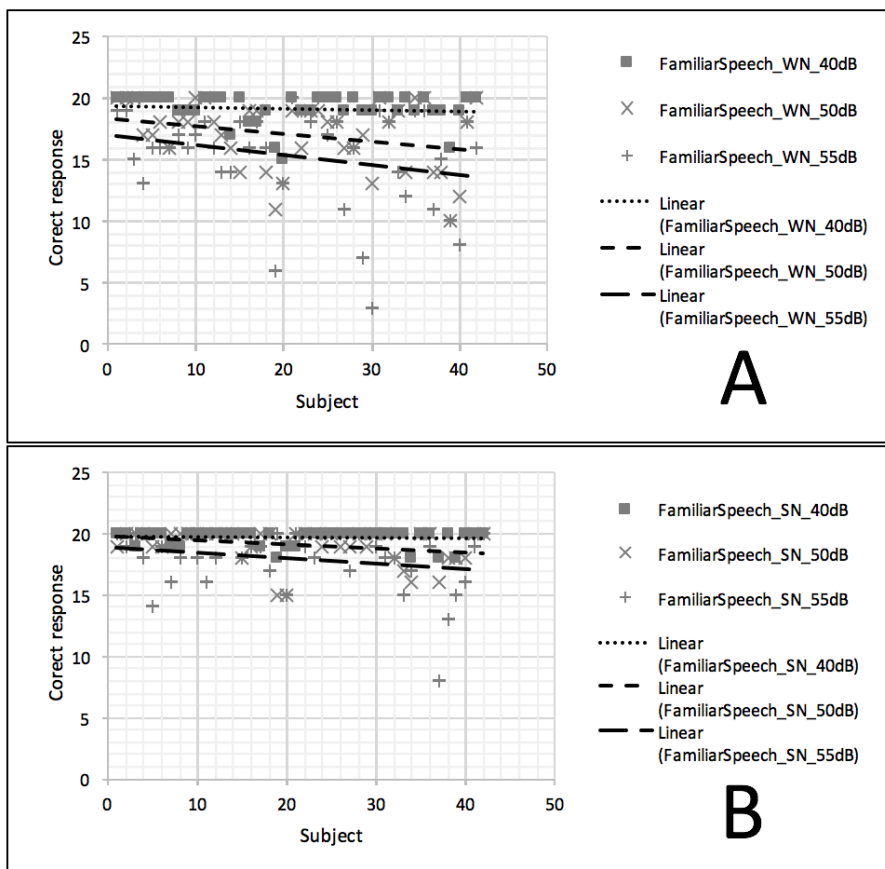 25
20
15
10
5
0
Corect response
0 10 20 30 40 50
Subject
FamiliarSpeech_WN_40dB
FamiliarSpeech_WN_50dB
FamiliarSpeech_WN_55dB
Linear
(FamiliarSpeech_WN_40dB)
Linear
(FamiliarSpeech_WN_50dB)
Linear
(FamiliarSpeech_WN_55dB)
A
25
20
15
10
5
0
Corect response
0 10 20 30 40 50
Subject
FamiliarSpeech_SN_40dB
FamiliarSpeech_SN_50dB
FamiliarSpeech_SN_55dB
Linear
(FamiliarSpeech_SN_40dB)
Linear
(FamiliarSpeech_SN_50dB)
Linear
(FamiliarSpeech_SN_55dB)
B